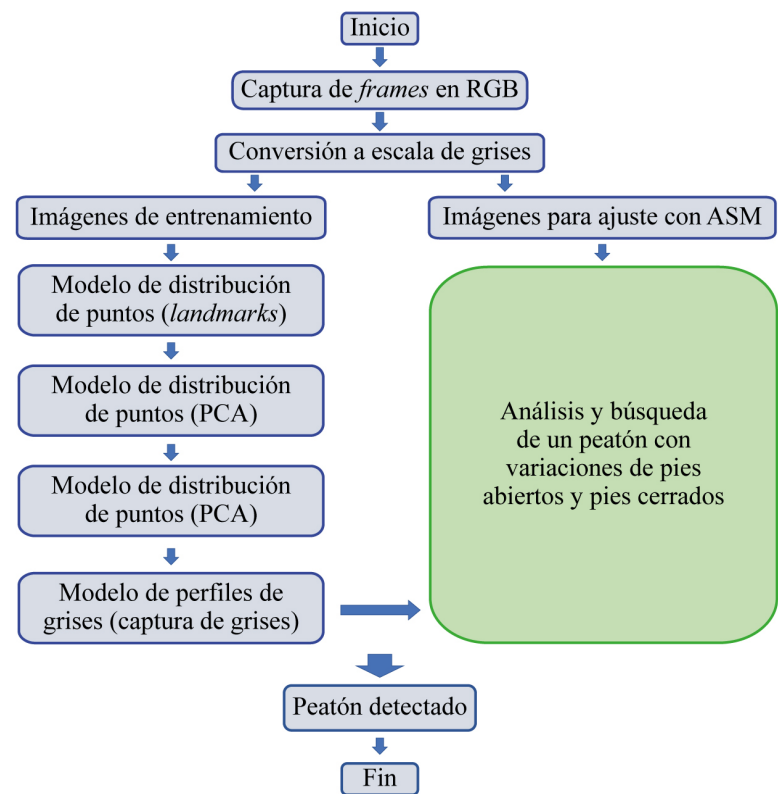 Inicio
Captura de frames en RGB
Conversión a escala de grises
Imágenes de entrenamiento
Imágenes para ajuste con ASM
Modelo de distribución
de puntos (landmarks)
Modelo de distribución
de puntos (PCA)
Modelo de distribución
de puntos (PCA)
Modelo de perfiles de
grises (captura de grises)
Análisis y búsqueda
de un peatón con
variaciones de pies
abiertos y pies cerrados
Peatón detectado
Fin